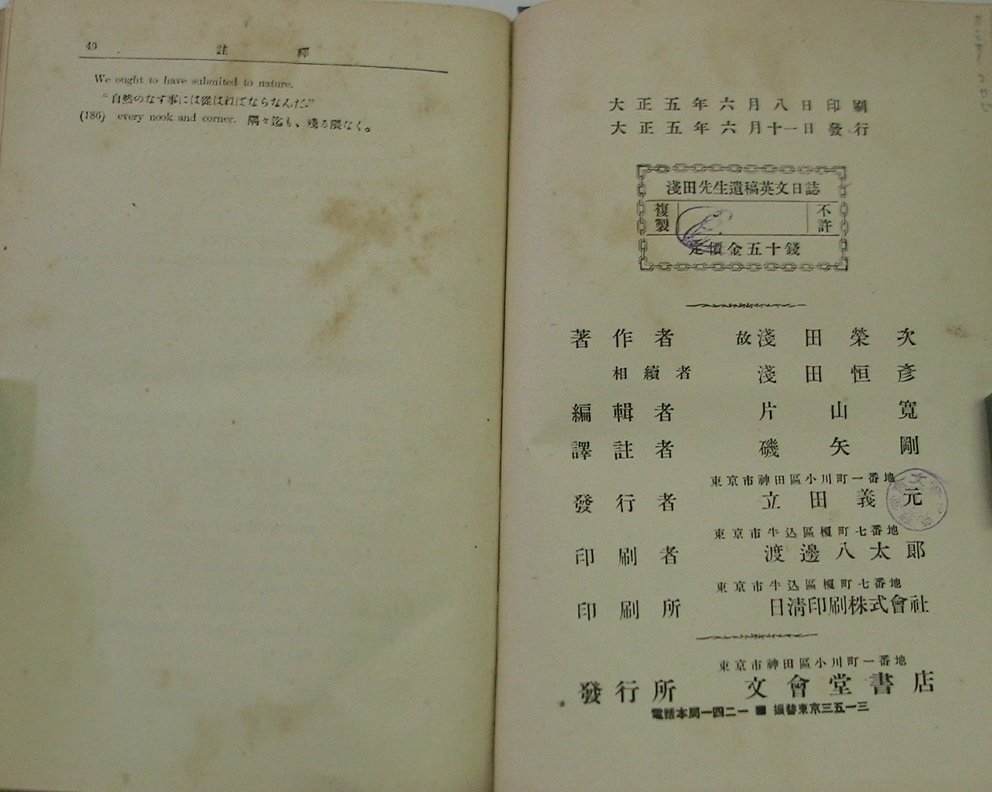 40 註釋
We ought to have submited to nature.
"自然のなす事には從はねばならなんだ。"
(186) every nook and corner. 隅々迄も、殘る隈なく。
大正五年六月八日印刷
大正五年六月十一日發行
淺田先生遺稿英文日誌
不許
複製
定價金五十錢
著作者 故淺田榮次
相續者 淺田恒彥
編輯者 片山寬
譯註者 磯矢剛
東京市神田區小川町一番地
發行者 立田義元
東京市牛込區榎町七番地
印刷者 渡邊八太郞
東京市牛込區榎町七番地
印刷所 日淸印刷株式會社
東京市神田區小川町一番地
發行所 文會堂書店
電話本局一四二一 振替東京三五一三